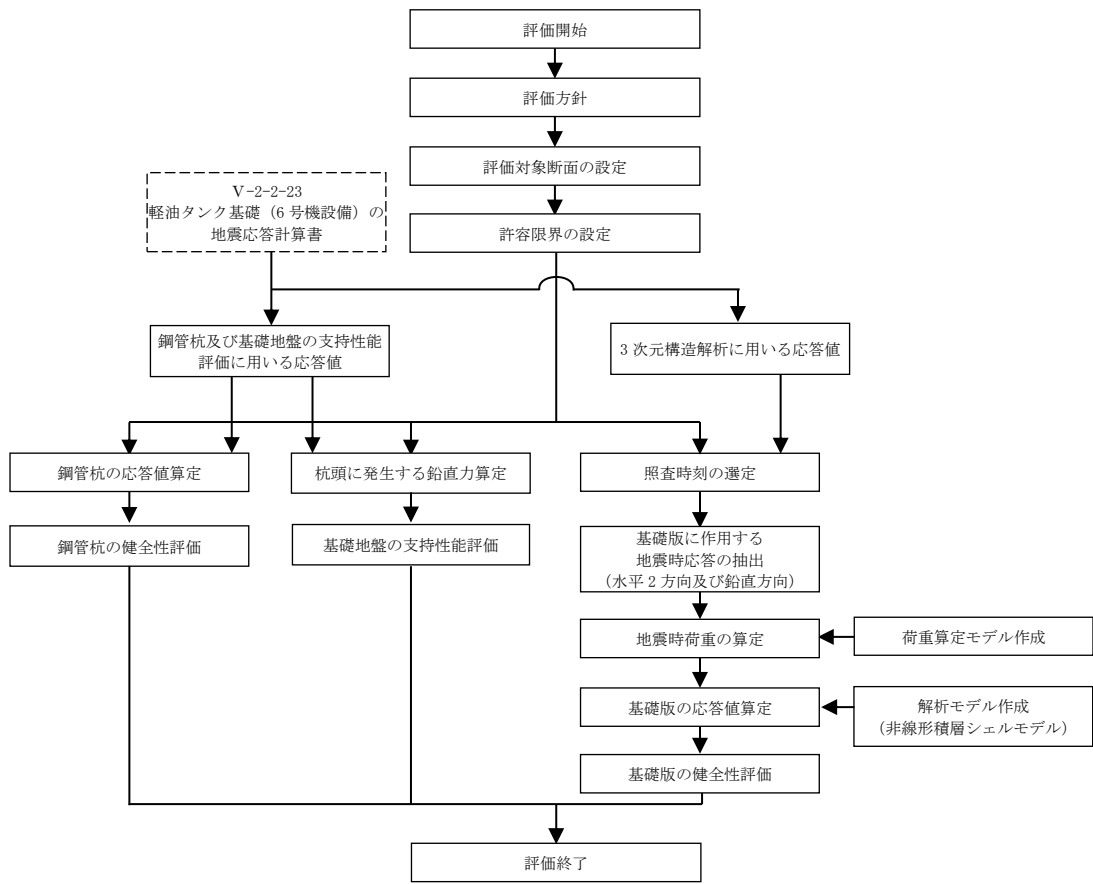 評価開始
評価方針
評価対象断面の設定
Ⅴ-2-2-23
軽油タンク基礎（6 号機設備）の
地震応答計算書
許容限界の設定
鋼管杭及び基礎地盤の支持性能
評価に用いる応答値
3 次元構造解析に用いる応答値
鋼管杭の応答値算定
杭頭に発生する鉛直力算定
照査時刻の選定
鋼管杭の健全性評価
基礎地盤の支持性能評価
基礎版に作用する
地震時応答の抽出
（水平 2 方向及び鉛直方向）
地震時荷重の算定
荷重算定モデル作成
基礎版の応答値算定
解析モデル作成
（非線形積層シェルモデル）
基礎版の健全性評価
評価終了